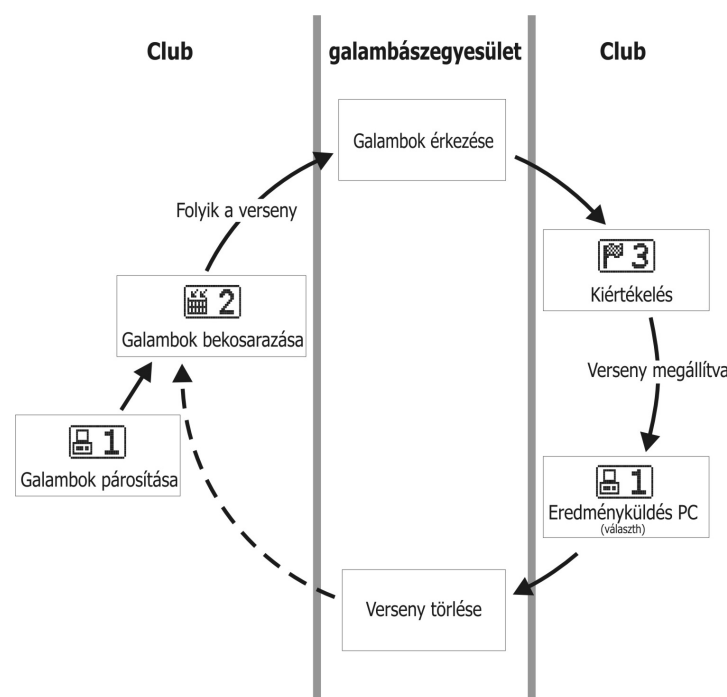 Club
galambászegyesület
Club
Galambok érkezése
Folyik a verseny
3
Kiértékelés
2
Galambok bekosarazása
Verseny megállítva
1
Galambok párosítása
1
Eredményküldés PC
(választh)
Verseny törlése